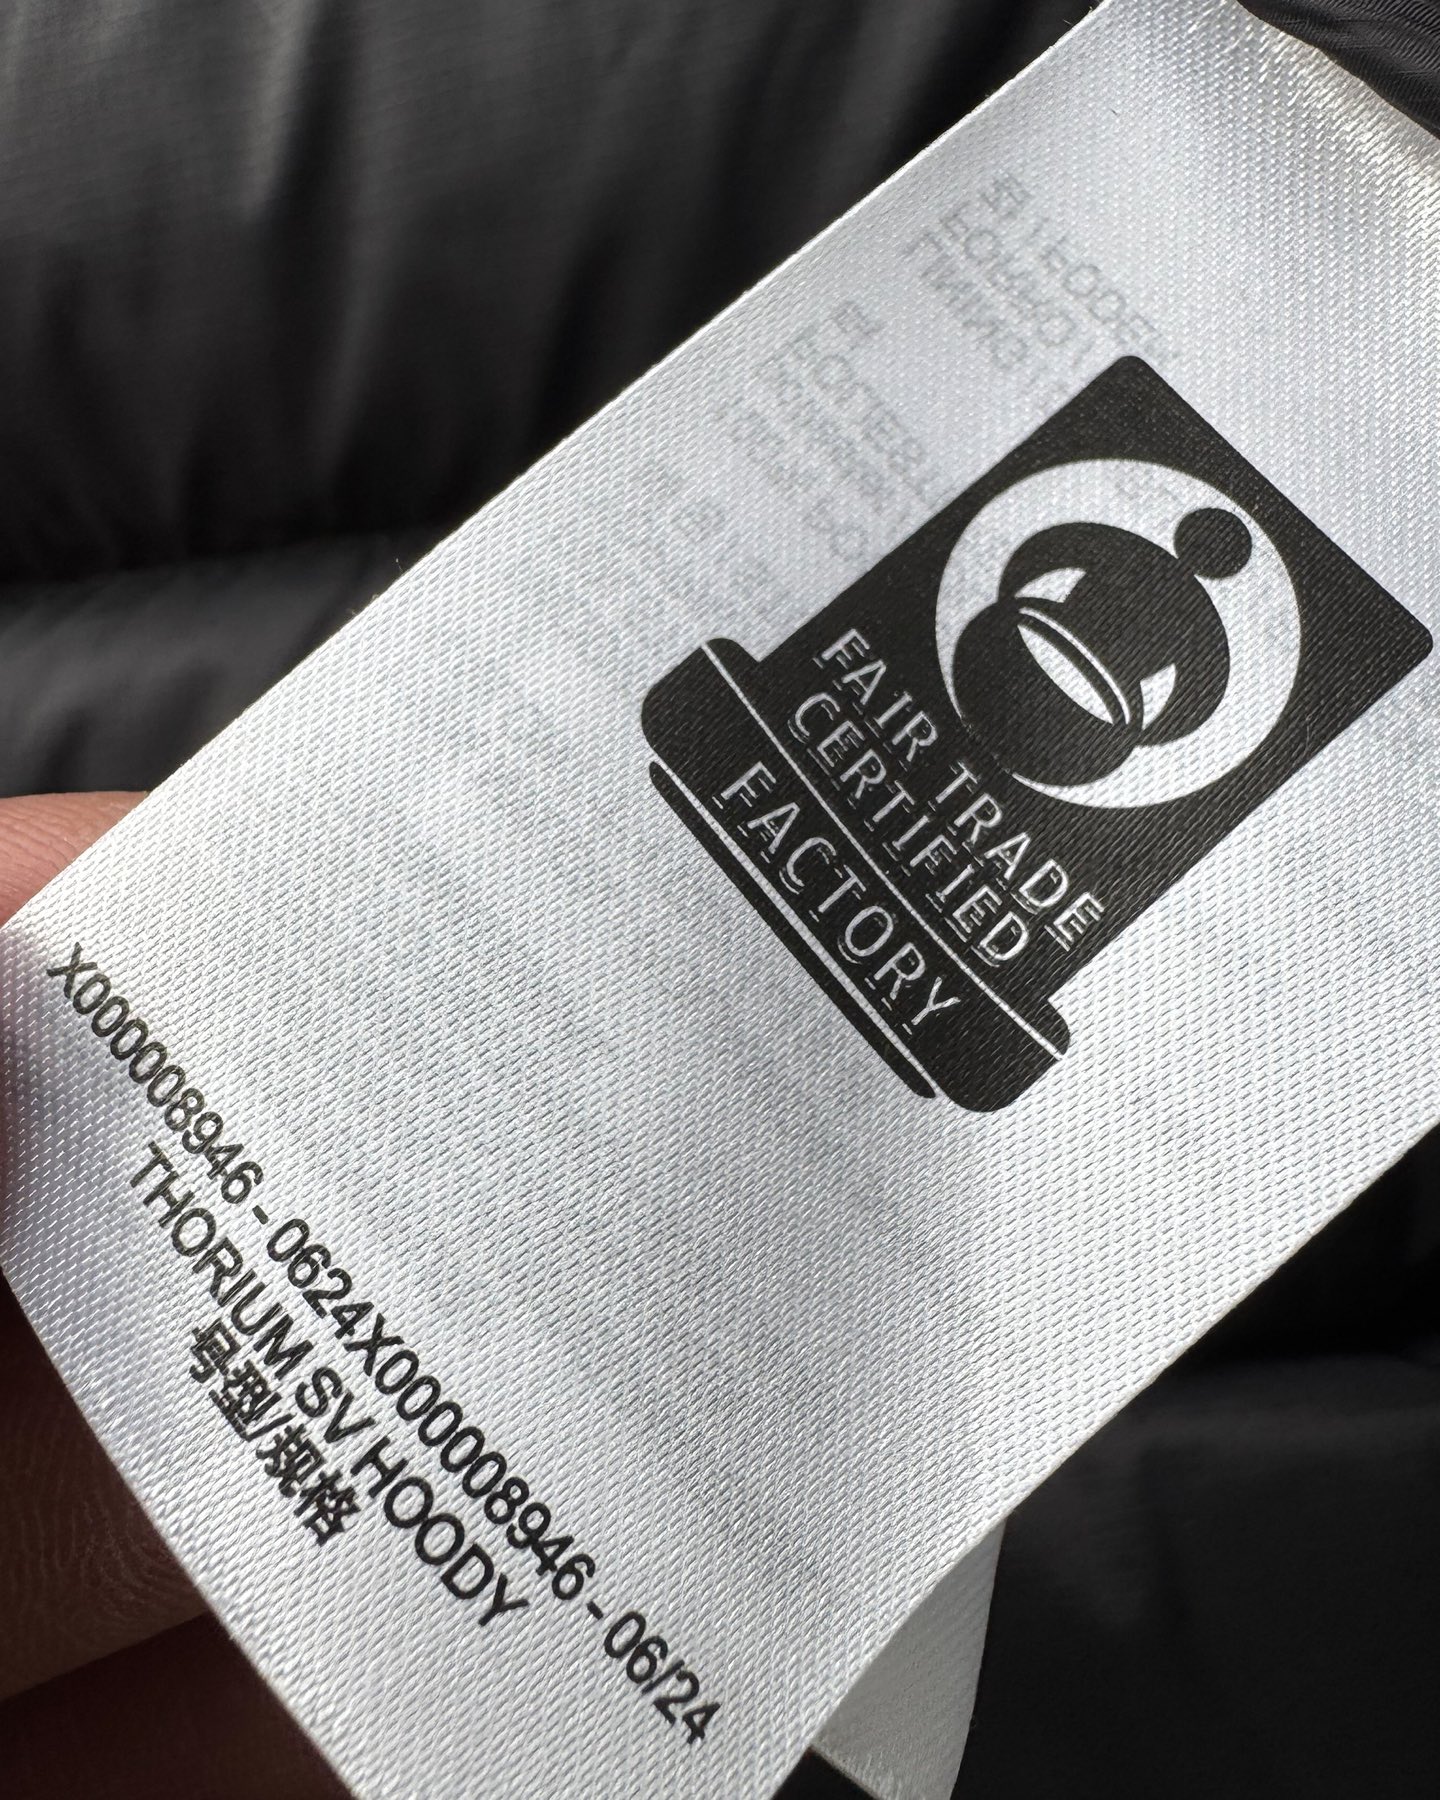 FAIR TRADE
CERTIFIED
FACTORY
X000008946 - 0624X000008946 - 06/24
THORIUM SV HOODY
号型/规格